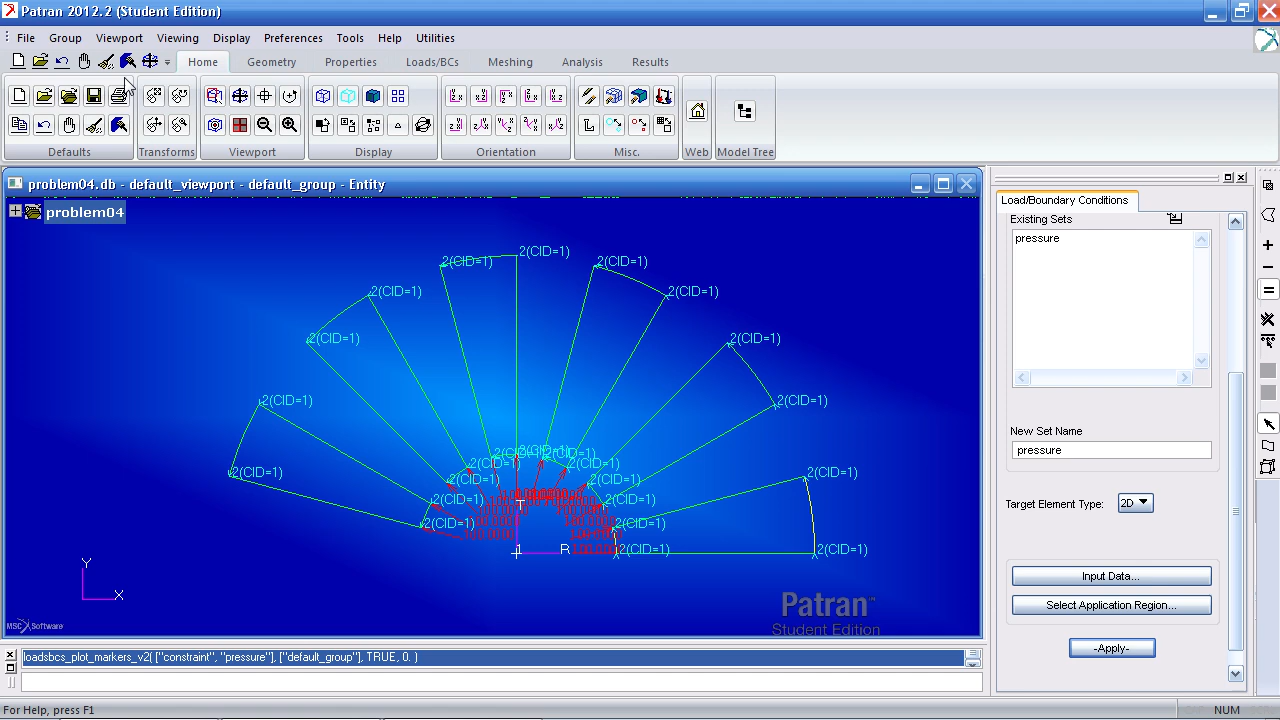 Patran 2012.2 (Student Edition)
File Group Viewport Viewing Display Preferences Tools Help Utilities
Home Geometry Properties Loads/BCs Meshing Analysis Results
Defaults Transforms Viewport Display Orientation Misc. Web Model Tree
problem04.db - default_viewport - default_group - Entity
problem04
2(CID=1)
2(CID=1) 2(CID=1)
2(CID=1) 2(CID=1)
2(CID=1) 2(CID=1)
2(CID=1) 2(CID=1)
2(CID=1) 2(CID=1)
2(CID=1) 2(CID=1)
2(CID=1) 2(CID=1)
2(CID=1) 2(CID=1)
2(CID=1) 2(CID=1)
2(CID=1) 2(CID=1)
T
1 R
Y
X
MSC Software
Patran™
Student Edition
Load/Boundary Conditions
Existing Sets
pressure
New Set Name
pressure
Target Element Type: 2D
Input Data...
Select Application Region...
-Apply-
loadsbcs_plot_markers_v2( ["constraint", "pressure"], ["default_group"], TRUE, 0. )
For Help, press F1
NUM